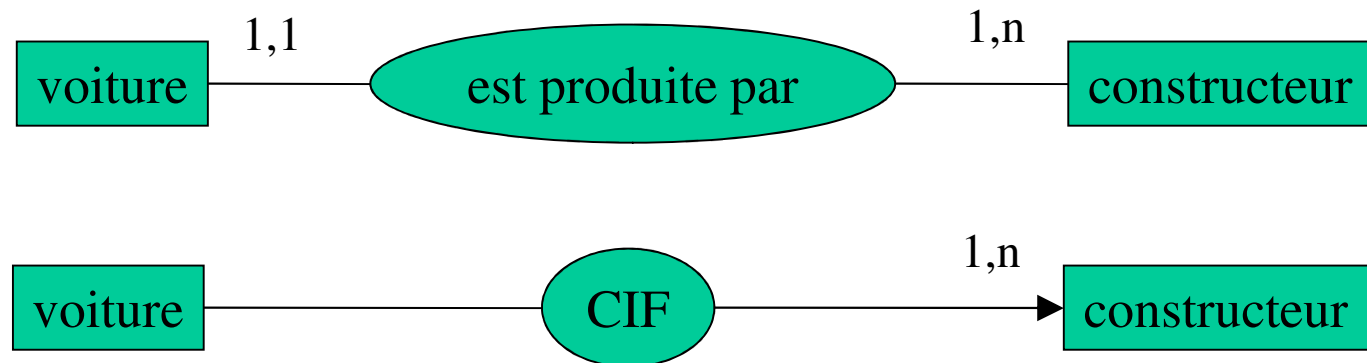 1,1 1,n
voiture est produite par constructeur
1,n
voiture CIF constructeur